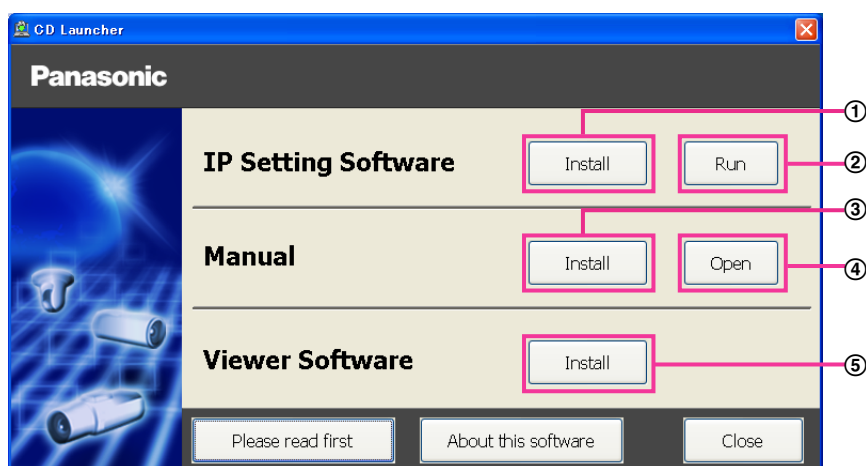 CD Launcher
Panasonic
①
IP Setting Software Install Run ②
③
Manual Install Open ④
Viewer Software Install ⑤
Please read first About this software Close